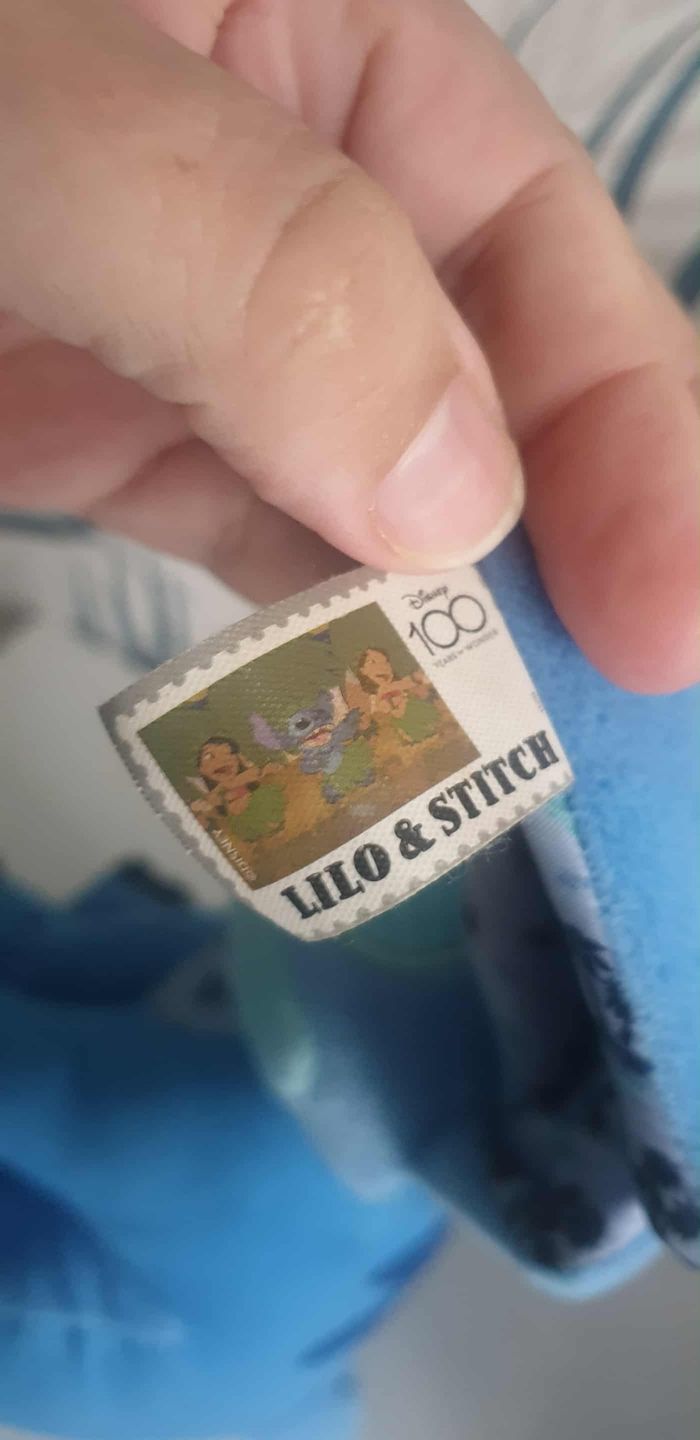 Disney
100
YEARS OF WONDER
©DISNEY
LILO & STITCH